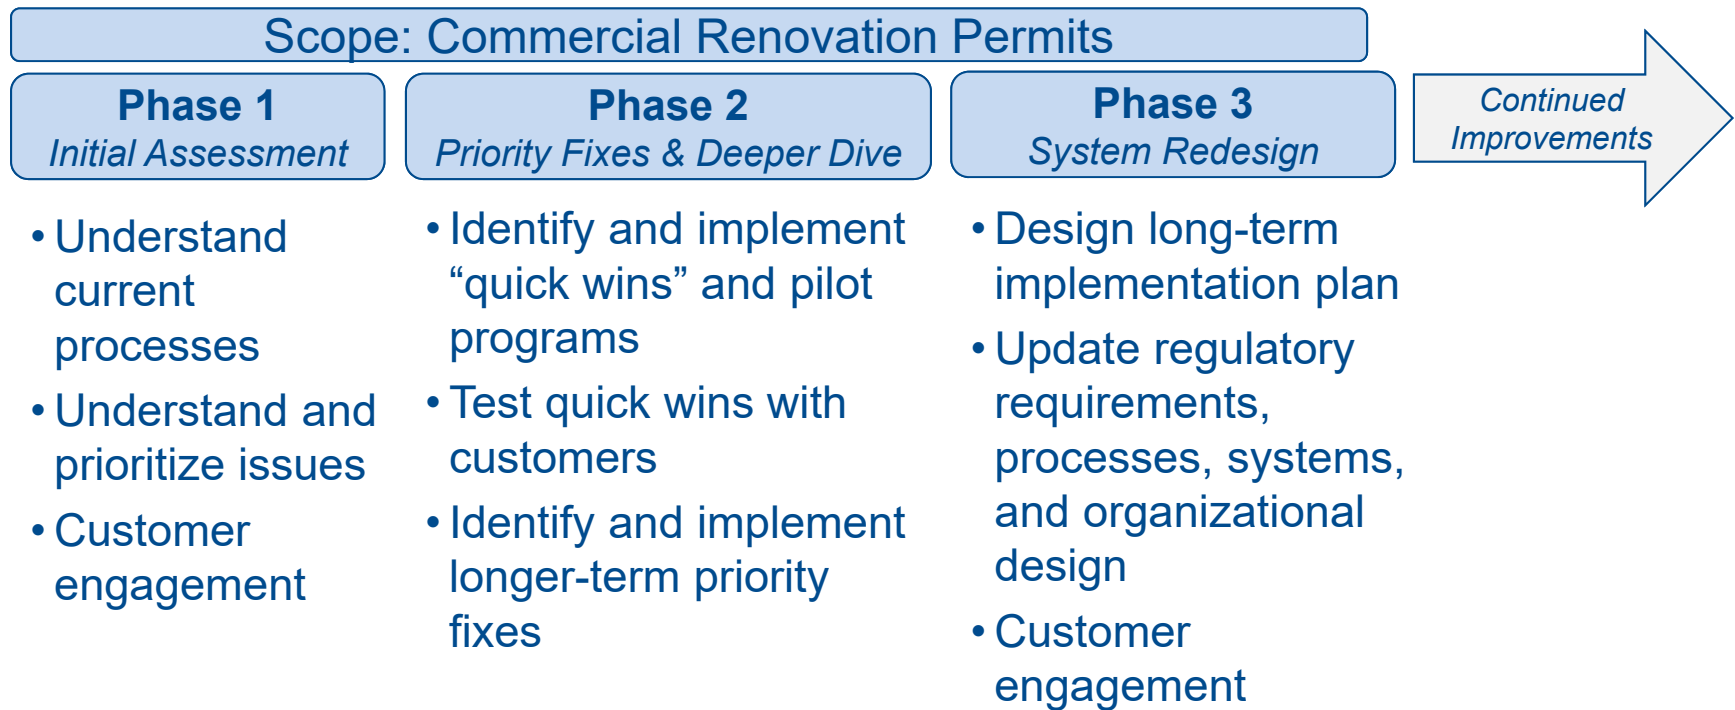 Scope: Commercial Renovation Permits
Phase 1
Initial Assessment
• Understand
current
processes
• Understand and
prioritize issues
• Customer
engagement
Phase 2
Priority Fixes & Deeper Dive
• Identify and implement
“quick wins” and pilot
programs
• Test quick wins with
customers
• Identify and implement
longer-term priority
fixes
Phase 3
System Redesign
• Design long-term
implementation plan
• Update regulatory
requirements,
processes, systems,
and organizational
design
• Customer
engagement
Continued
Improvements